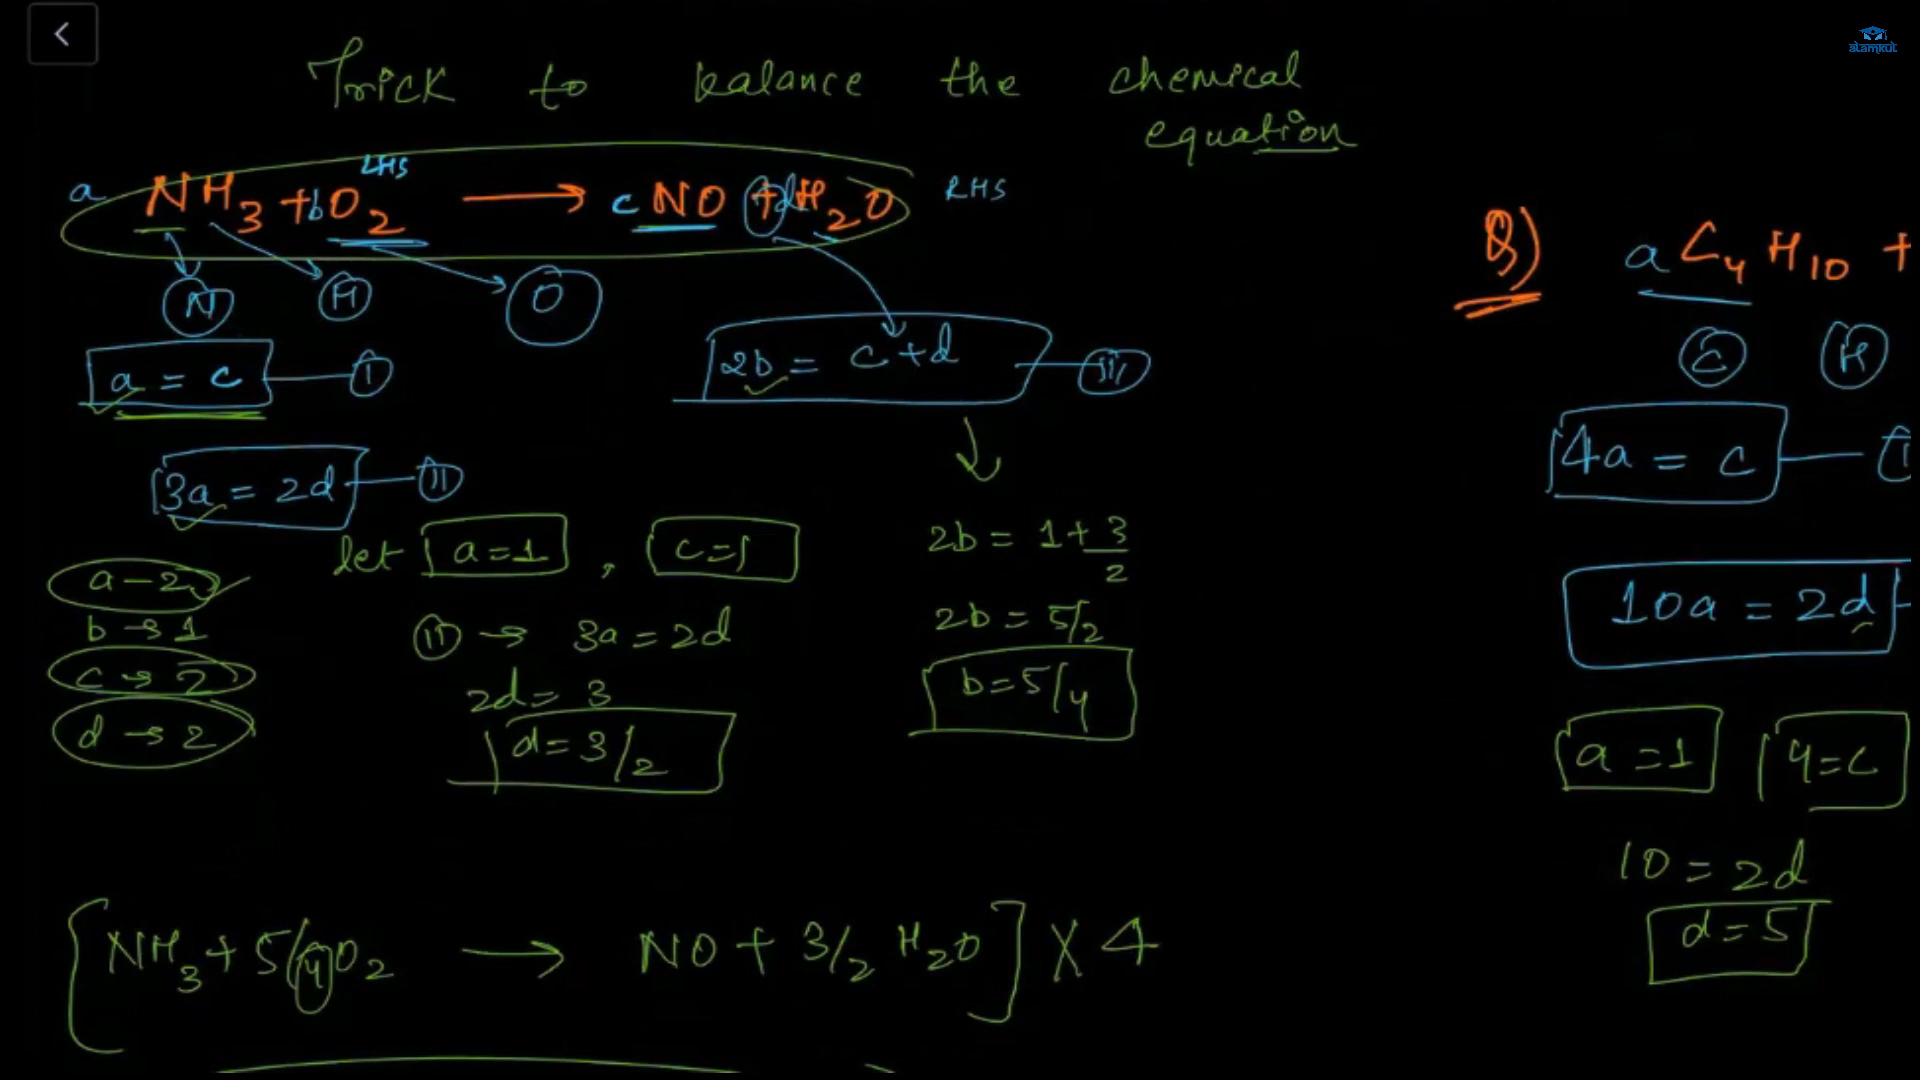 Trick to balance the chemical
equation
a NH3 + bO2 → cNO + dH2O
LHS
RHS
N H O
a = c I
2b = c + d III
3a = 2d II
let a = 1 , c = 1
a – 2
b → 1
c → 2
d → 2
II → 3a = 2d
2d = 3
d = 3/2
2b = 1 + 3/2
2b = 5/2
b = 5/4
[NH3 + 5/4 O2 → NO + 3/2 H2O] X 4
Q) a C4H10 +
C H
4a = c
10a = 2d
a = 1 4 = c
10 = 2d
d = 5
alamkut